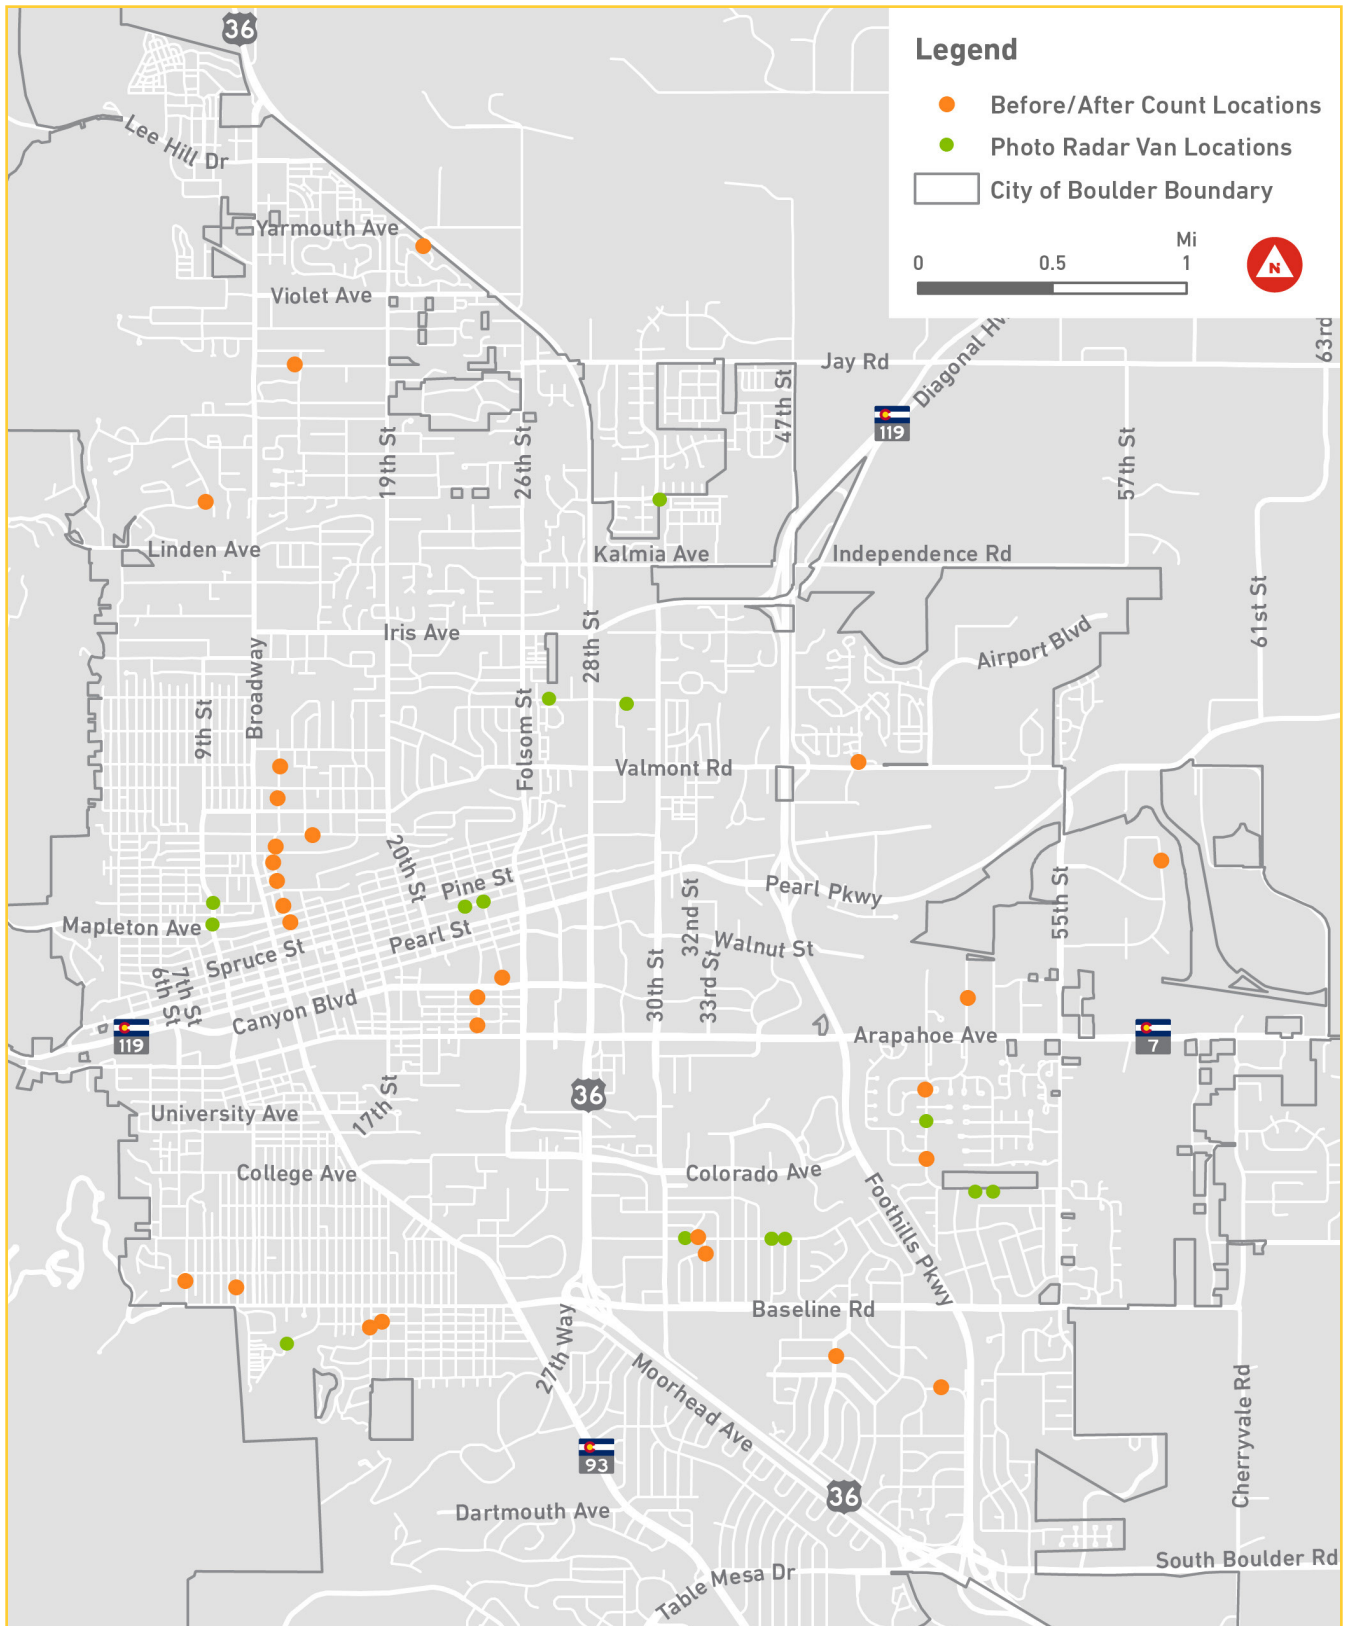 36
Legend
Before/After Count Locations
Photo Radar Van Locations
City of Boulder Boundary
Mi
0 0.5 1
N
Lee Hill Dr
Yarmouth Ave
Violet Ave
Jay Rd
Diagonal
63rd
47th St
119
19th St
26th St
57th St
Linden Ave
Kalmia Ave
Independence Rd
Iris Ave
28th St
61st St
Airport Blvd
Broadway
9th St
Folsom St
Valmont Rd
20th St
Pine St
Pearl Pkwy
32nd St
55th St
Mapleton Ave
Pearl St
Walnut St
Spruce St
6th St
7th St
30th St
33rd St
Canyon Blvd
119
Arapahoe Ave
7
36
17th St
University Ave
College Ave
Colorado Ave
Foothills Pkwy
Baseline Rd
27th Way
Moorhead Ave
Cherryvale Rd
93
36
Dartmouth Ave
South Boulder Rd
Table Mesa Dr